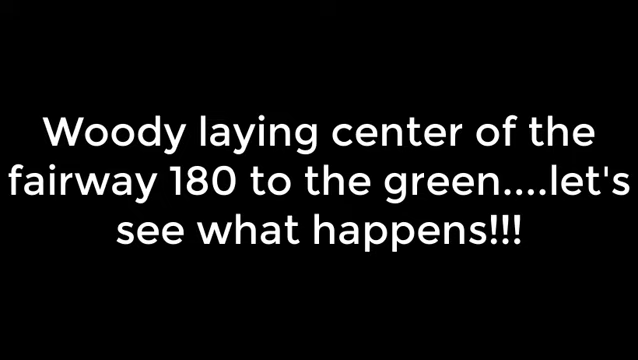 Woody laying center of the
fairway 180 to the green....let's
see what happens!!!